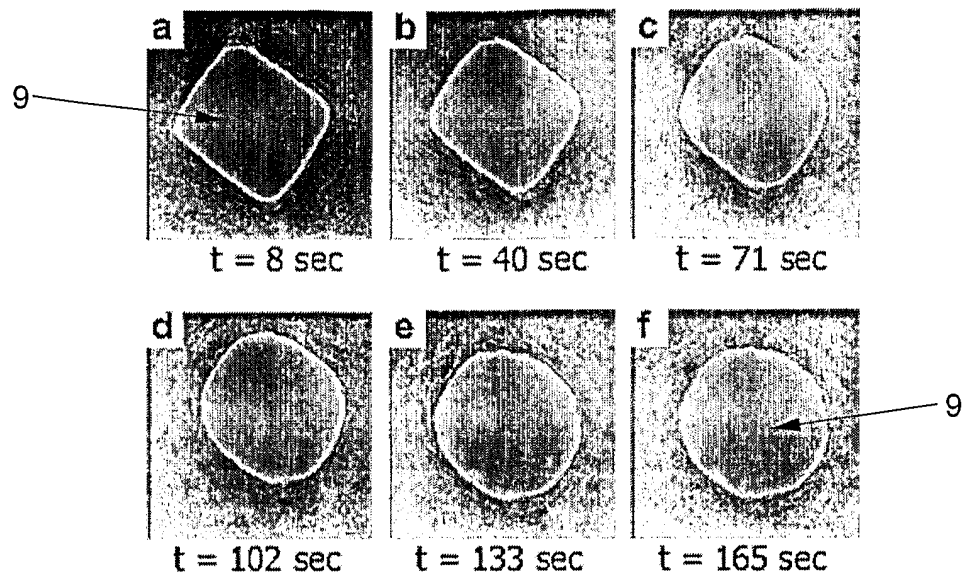 a b c
9
t = 8 sec t = 40 sec t = 71 sec
d e f
9
t = 102 sec t = 133 sec t = 165 sec